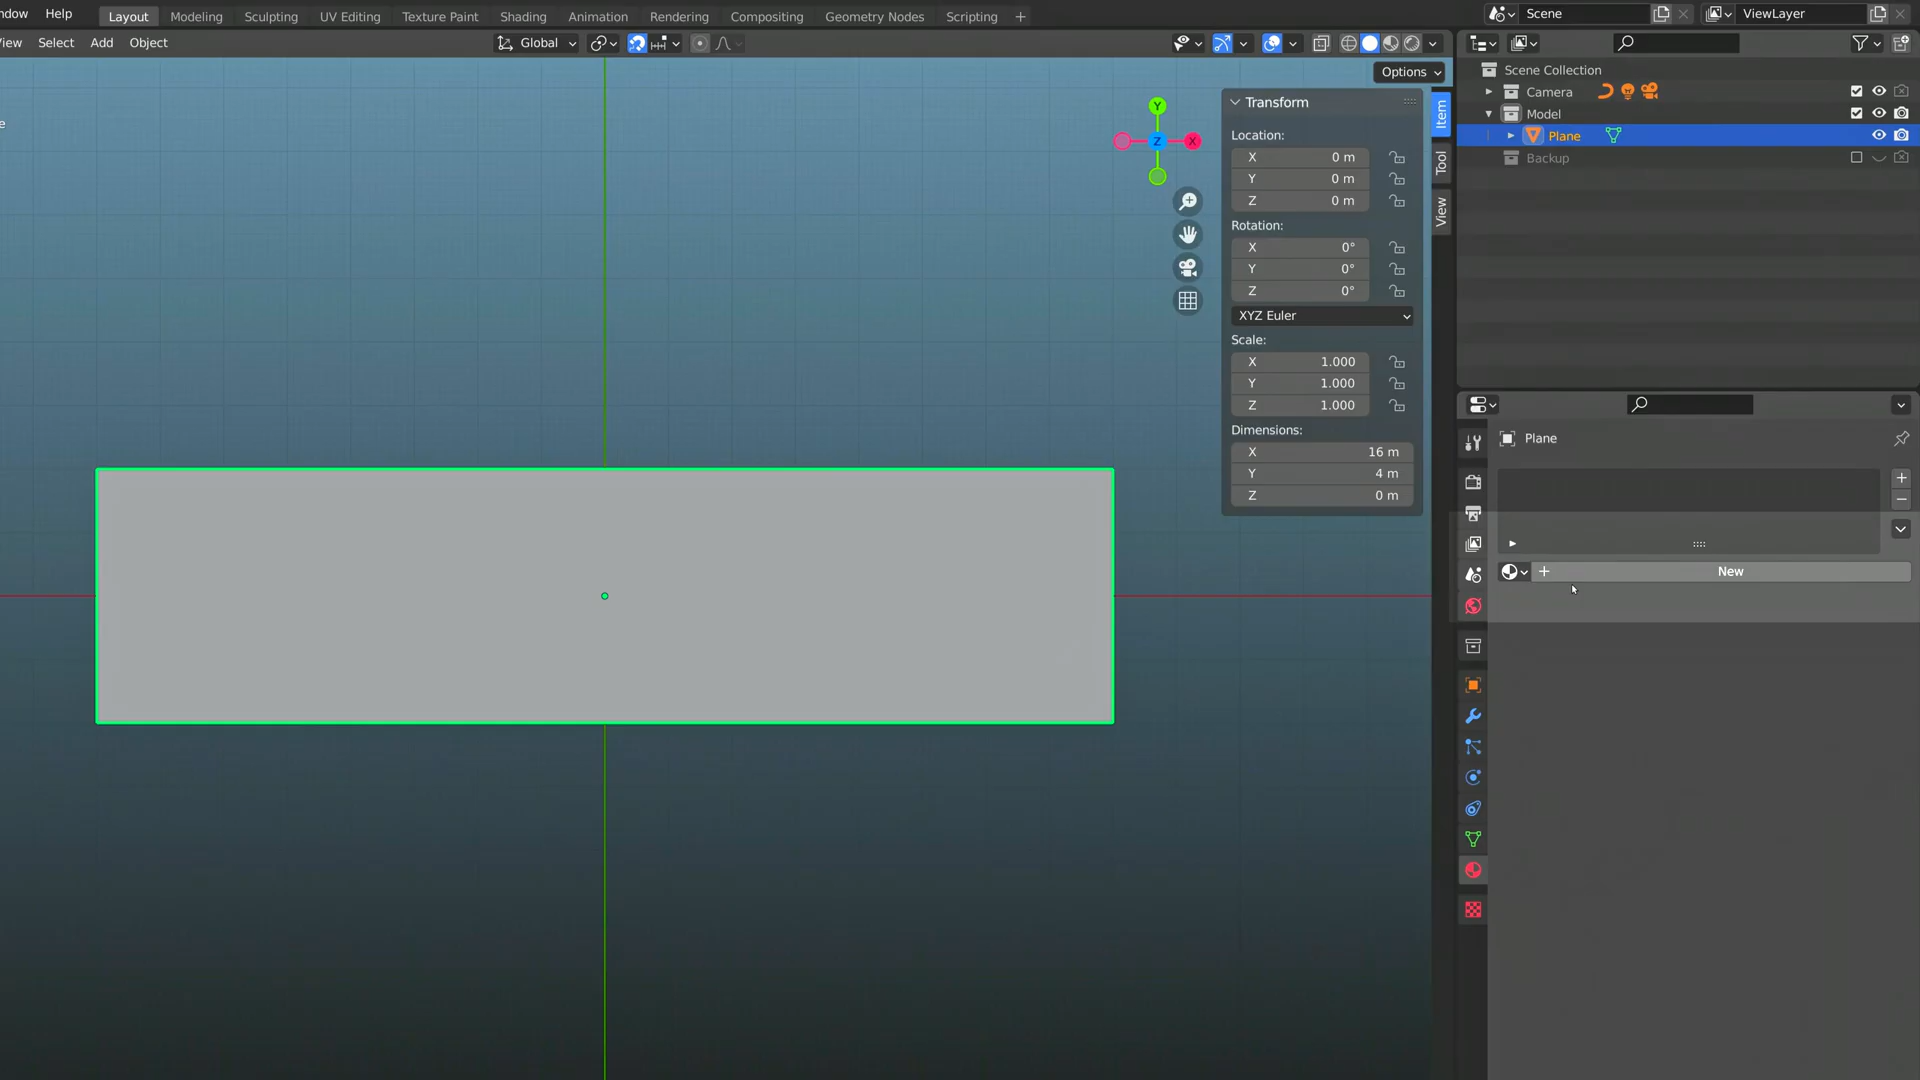 ndow Help Layout Modeling Sculpting UV Editing Texture Paint Shading Animation Rendering Compositing Geometry Nodes Scripting + Scene ViewLayer
iew Select Add Object Global
Options
Scene Collection
Camera
Model
Plane
Backup
Y
Z
X
Transform
Location:
X 0 m
Y 0 m
Z 0 m
Rotation:
X 0°
Y 0°
Z 0°
XYZ Euler
Scale:
X 1.000
Y 1.000
Z 1.000
Dimensions:
X 16 m
Y 4 m
Z 0 m
Item
Tool
View
e
Plane
+ New